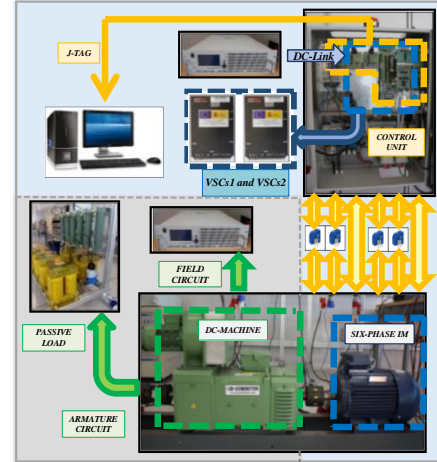 J-TAG
DC-Link
CONTROL
UNIT
VSCs1 and VSCs2
FIELD
CIRCUIT
PASSIVE
LOAD
DC-MACHINE
SIX-PHASE IM
ARMATURE
CIRCUIT